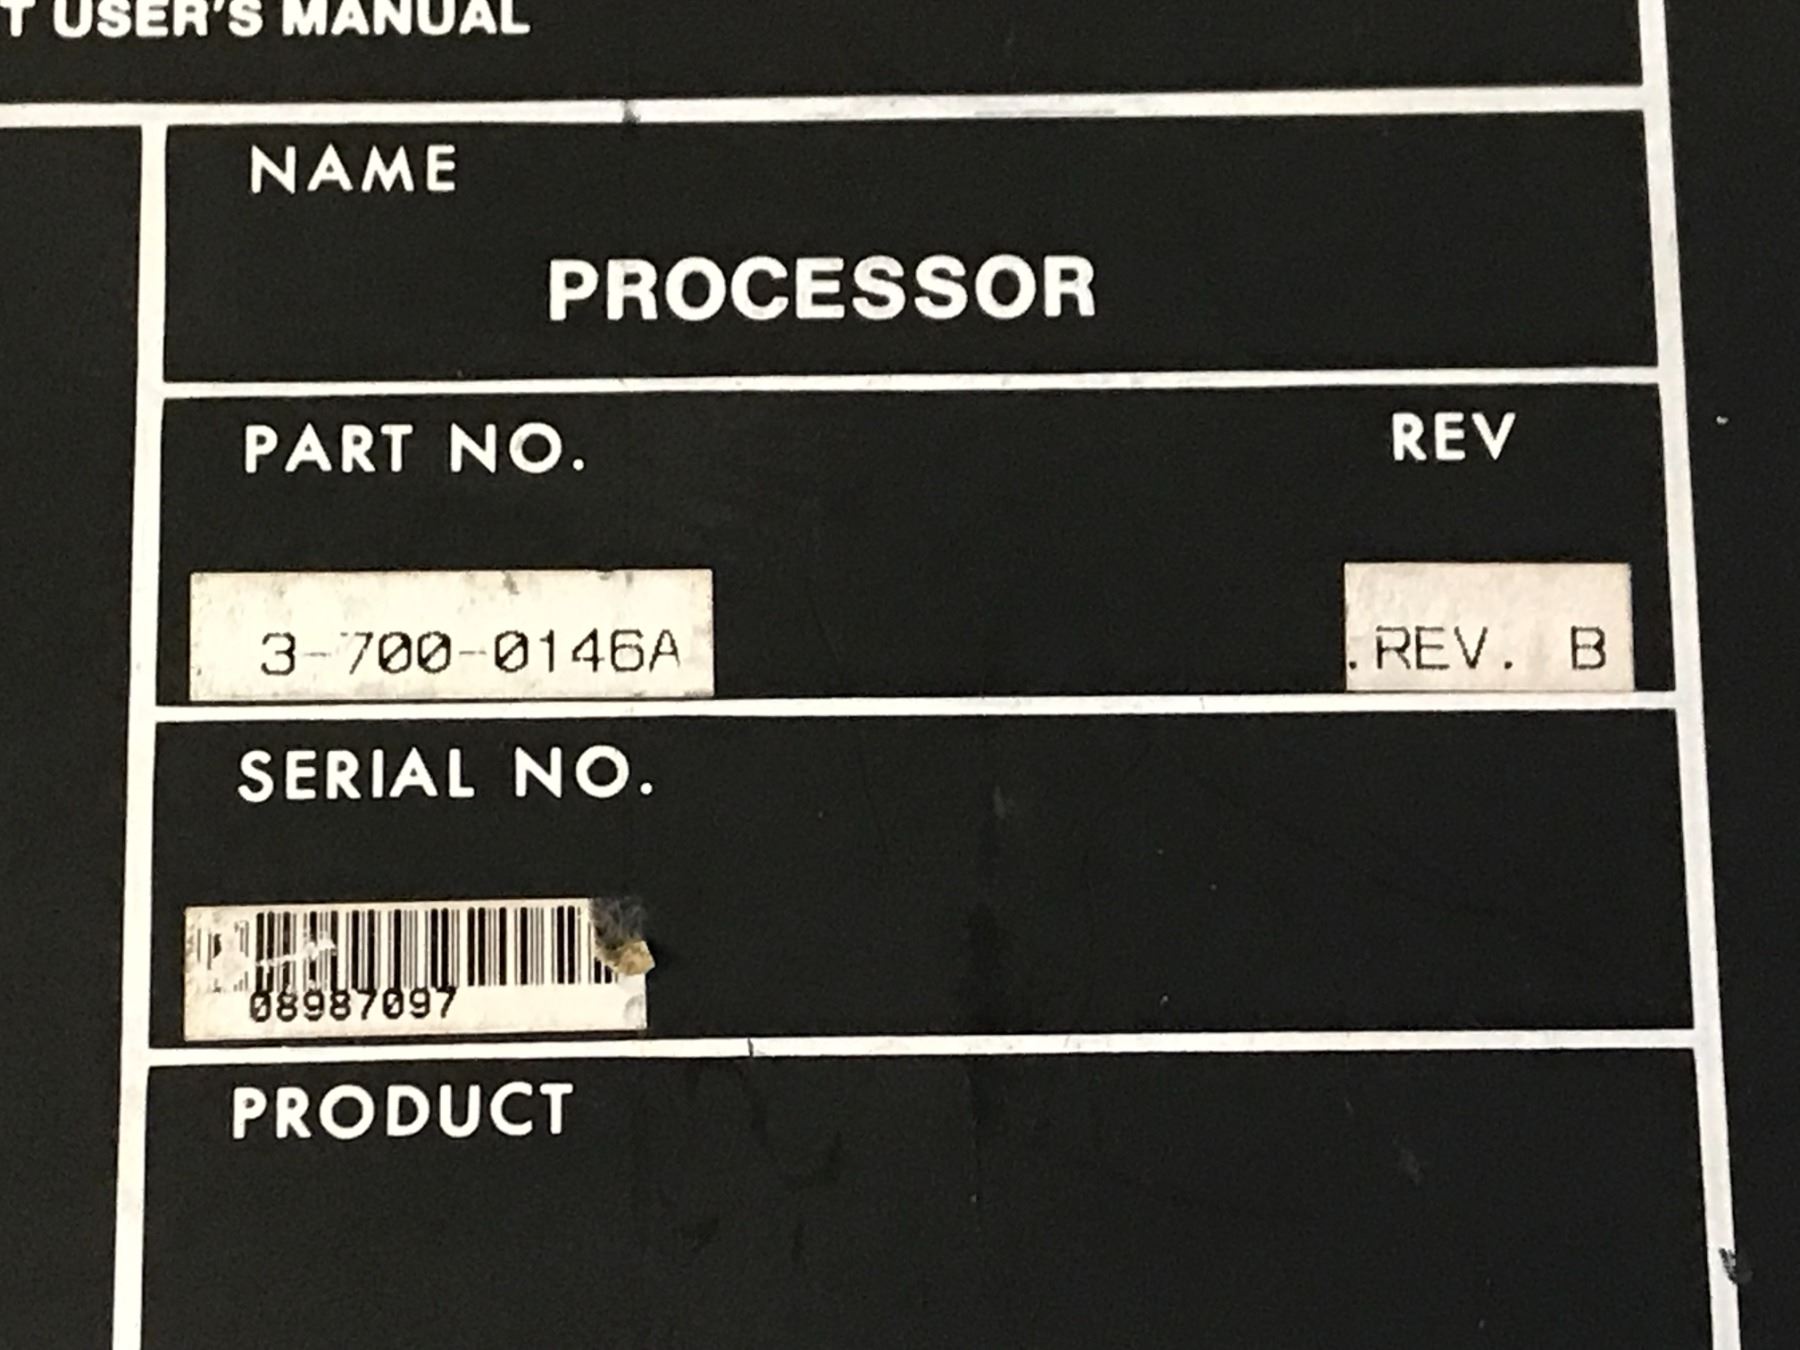 T USER'S MANUAL
NAME
PROCESSOR
PART NO. REV
3-700-0146A .REV. B
SERIAL NO.
08987097
PRODUCT